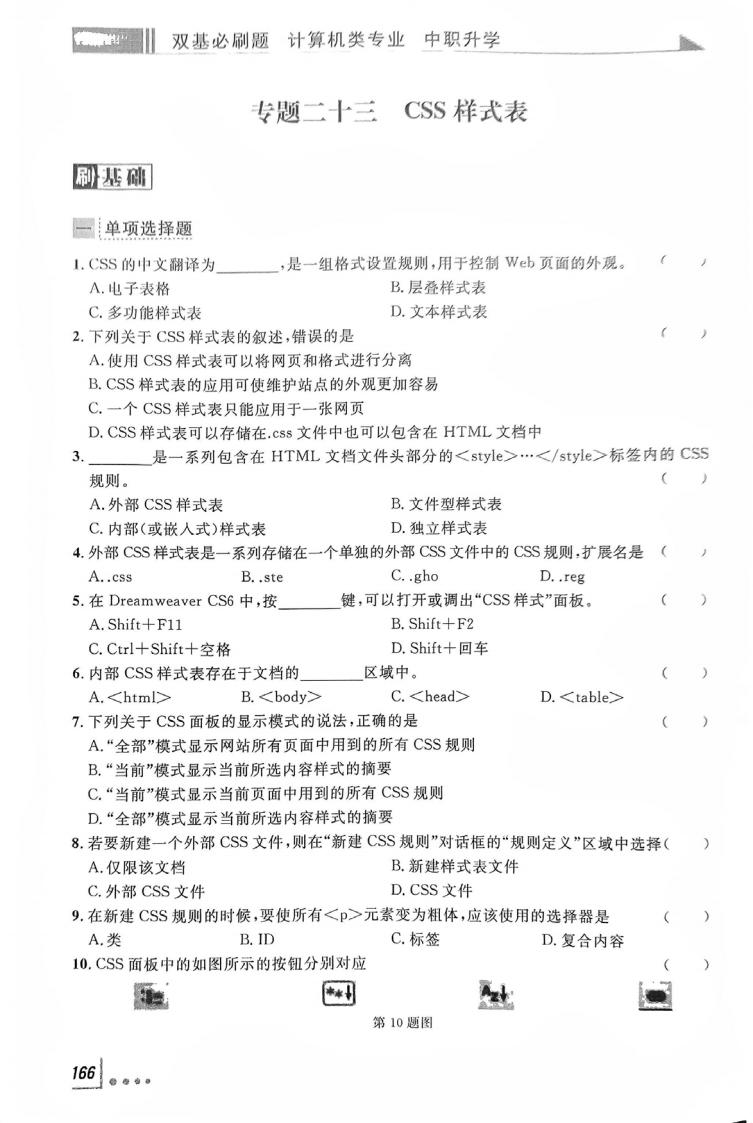 双基必刷题 计算机类专业 中职升学
专题二十三 CSS 样式表
刷基础
一 单项选择题
1. CSS 的中文翻译为________,是一组格式设置规则,用于控制 Web 页面的外观。 ( )
A. 电子表格 B. 层叠样式表
C. 多功能样式表 D. 文本样式表
2. 下列关于 CSS 样式表的叙述,错误的是 ( )
A. 使用 CSS 样式表可以将网页和格式进行分离
B. CSS 样式表的应用可使维护站点的外观更加容易
C. 一个 CSS 样式表只能应用于一张网页
D. CSS 样式表可以存储在.css 文件中也可以包含在 HTML 文档中
3. ________是一系列包含在 HTML 文档文件头部分的<style>…</style>标签内的 CSS
规则。 ( )
A. 外部 CSS 样式表 B. 文件型样式表
C. 内部(或嵌入式)样式表 D. 独立样式表
4. 外部 CSS 样式表是一系列存储在一个单独的外部 CSS 文件中的 CSS 规则,扩展名是 ( )
A. .css B. .ste C. .gho D. .reg
5. 在 Dreamweaver CS6 中,按________键,可以打开或调出“CSS 样式”面板。 ( )
A. Shift+F11 B. Shift+F2
C. Ctrl+Shift+空格 D. Shift+回车
6. 内部 CSS 样式表存在于文档的________区域中。 ( )
A. <html> B. <body> C. <head> D. <table>
7. 下列关于 CSS 面板的显示模式的说法,正确的是 ( )
A. “全部”模式显示网站所有页面中用到的所有 CSS 规则
B. “当前”模式显示当前所选内容样式的摘要
C. “当前”模式显示当前页面中用到的所有 CSS 规则
D. “全部”模式显示当前所选内容样式的摘要
8. 若要新建一个外部 CSS 文件,则在“新建 CSS 规则”对话框的“规则定义”区域中选择( )
A. 仅限该文档 B. 新建样式表文件
C. 外部 CSS 文件 D. CSS 文件
9. 在新建 CSS 规则的时候,要使所有<p>元素变为粗体,应该使用的选择器是 ( )
A. 类 B. ID C. 标签 D. 复合内容
10. CSS 面板中的如图所示的按钮分别对应 ( )
**↓ AZ↓
第 10 题图
166